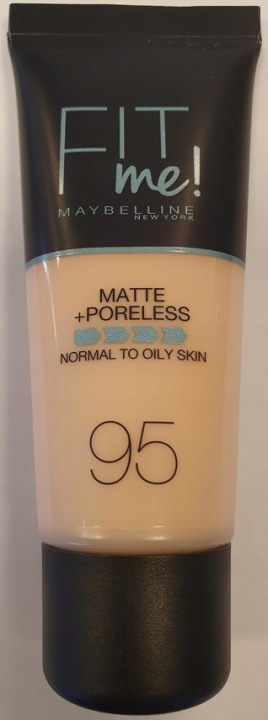 FIT
me!
MAYBELLINE
NEW YORK
MATTE
+PORELESS
NORMAL TO OILY SKIN
95